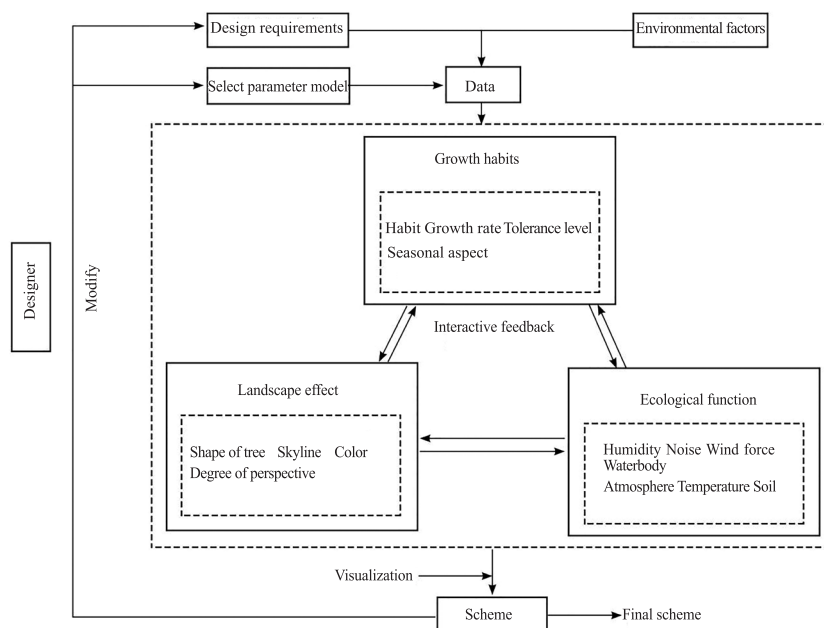 Design requirements
Environmental factors
Select parameter model
Data
Growth habits
Habit Growth rate Tolerance level
Seasonal aspect
Designer
Modify
Interactive feedback
Landscape effect
Shape of tree Skyline Color
Degree of perspective
Ecological function
Humidity Noise Wind force
Waterbody
Atmosphere Temperature Soil
Visualization
Scheme
Final scheme